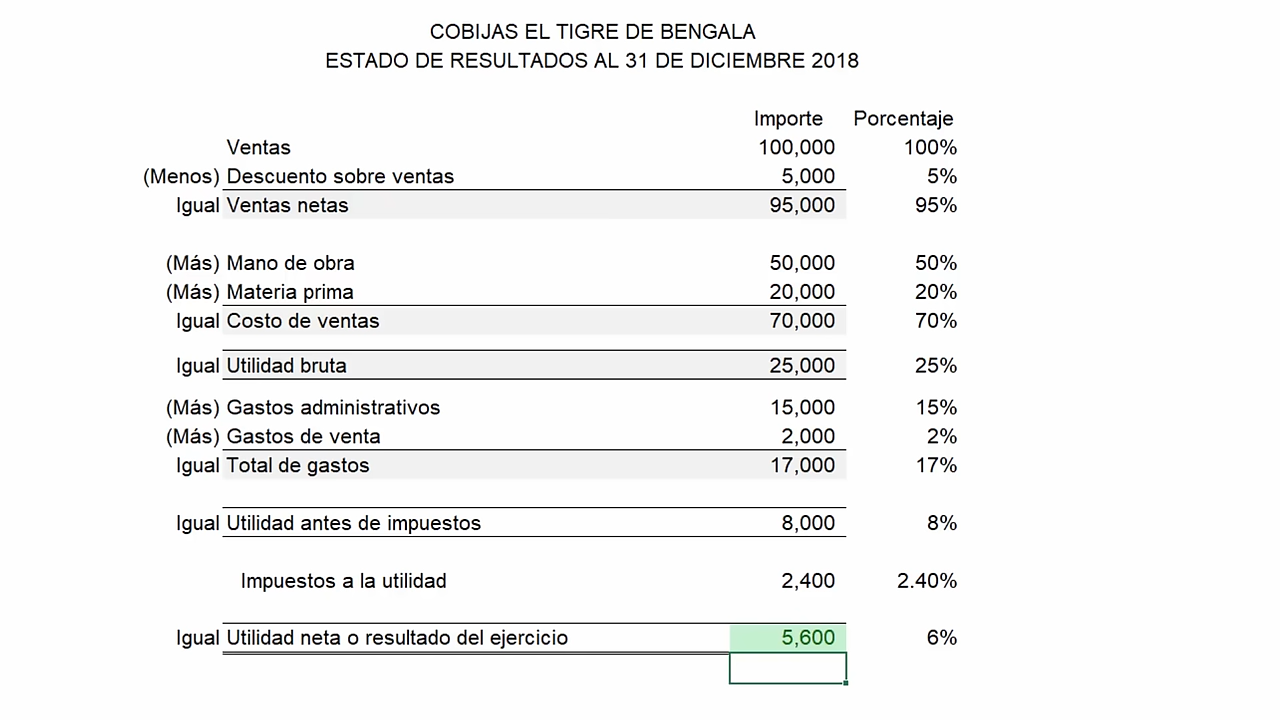 COBIJAS EL TIGRE DE BENGALA
ESTADO DE RESULTADOS AL 31 DE DICIEMBRE 2018
Importe Porcentaje
Ventas 100,000 100%
(Menos) Descuento sobre ventas 5,000 5%
Igual Ventas netas 95,000 95%
(Más) Mano de obra 50,000 50%
(Más) Materia prima 20,000 20%
Igual Costo de ventas 70,000 70%
Igual Utilidad bruta 25,000 25%
(Más) Gastos administrativos 15,000 15%
(Más) Gastos de venta 2,000 2%
Igual Total de gastos 17,000 17%
Igual Utilidad antes de impuestos 8,000 8%
Impuestos a la utilidad 2,400 2.40%
Igual Utilidad neta o resultado del ejercicio 5,600 6%